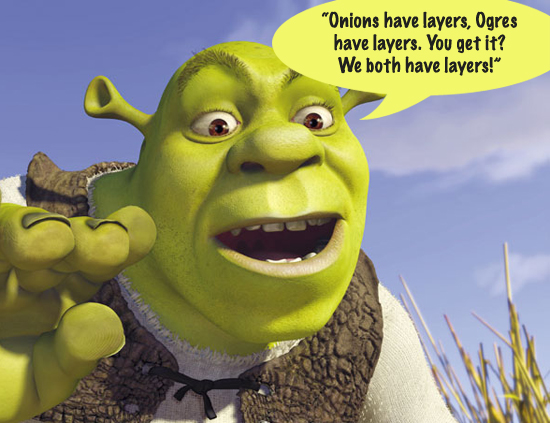 “Onions have layers, Ogres
have layers. You get it?
We both have layers!”